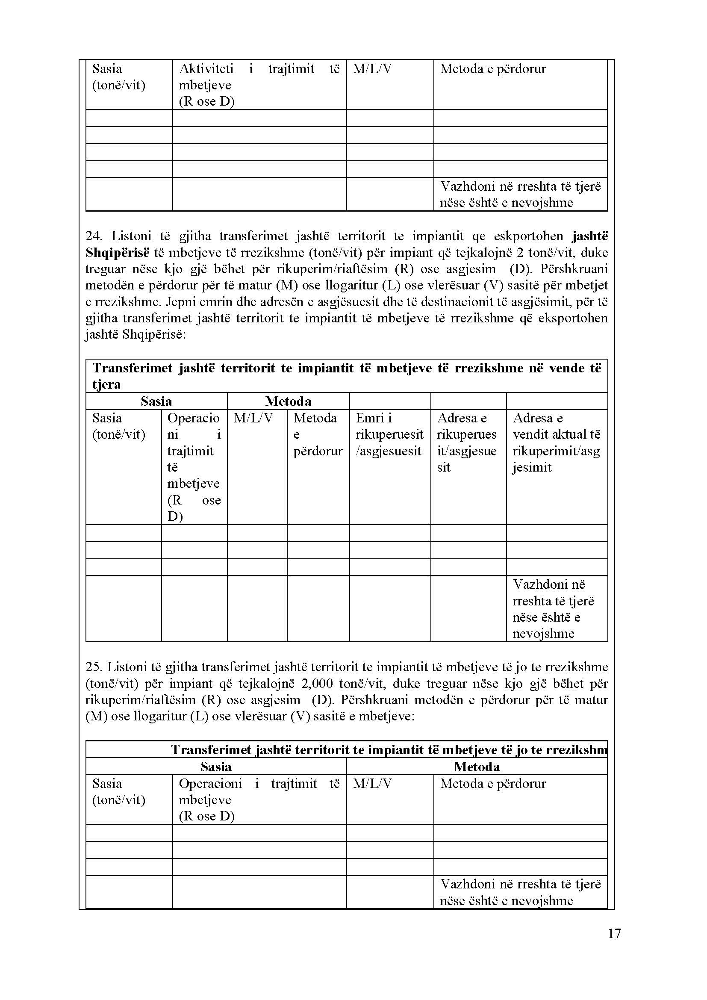 Sasia
(tonë/vit)
Aktiviteti i trajtimit të
mbetjeve
(R ose D)
M/L/V
Metoda e përdorur
Vazhdoni në rreshta të tjerë
nëse është e nevojshme
24. Listoni të gjitha transferimet jashtë territorit te impiantit qe eskportohen jashtë
Shqipërisë të mbetjeve të rrezikshme (tonë/vit) për impiant që tejkalojnë 2 tonë/vit, duke
treguar nëse kjo gjë bëhet për rikuperim/riaftësim (R) ose asgjesim (D). Përshkruani
metodën e përdorur për të matur (M) ose llogaritur (L) ose vlerësuar (V) sasitë për mbetjet
e rrezikshme. Jepni emrin dhe adresën e asgjësuesit dhe të destinacionit të asgjësimit, për të
gjitha transferimet jashtë territorit te impiantit të mbetjeve të rrezikshme që eksportohen
jashtë Shqipërisë:
Transferimet jashtë territorit te impiantit të mbetjeve të rrezikshme në vende të
tjera
Sasia
Metoda
Sasia
(tonë/vit)
Operacio
ni i
trajtimit
të
mbetjeve
(R ose
D)
M/L/V
Metoda
e
përdorur
Emri i
rikuperuesit
/asgjesuesit
Adresa e
rikuperues
it/asgjesue
sit
Adresa e
vendit aktual të
rikuperimit/asg
jesimit
Vazhdoni në
rreshta të tjerë
nëse është e
nevojshme
25. Listoni të gjitha transferimet jashtë territorit te impiantit të mbetjeve të jo te rrezikshme
(tonë/vit) për impiant që tejkalojnë 2,000 tonë/vit, duke treguar nëse kjo gjë bëhet për
rikuperim/riaftësim (R) ose asgjesim (D). Përshkruani metodën e përdorur për të matur
(M) ose llogaritur (L) ose vlerësuar (V) sasitë e mbetjeve:
Transferimet jashtë territorit te impiantit të mbetjeve të jo te rrezikshm
Sasia
Metoda
Sasia
(tonë/vit)
Operacioni i trajtimit të
mbetjeve
(R ose D)
M/L/V
Metoda e përdorur
Vazhdoni në rreshta të tjerë
nëse është e nevojshme
17